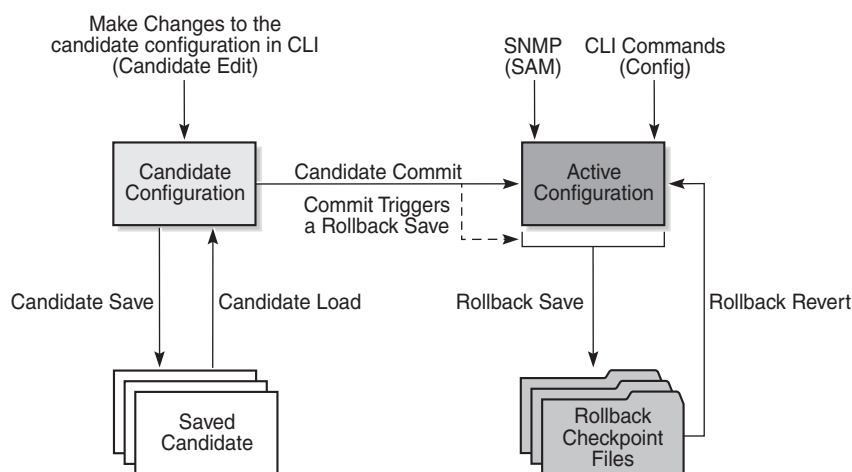 Make Changes to the
candidate configuration in CLI
(Candidate Edit)
SNMP
(SAM)
CLI Commands
(Config)
Candidate
Configuration
Candidate Commit
Commit Triggers
a Rollback Save
Active
Configuration
Candidate Save
Candidate Load
Rollback Save
Rollback Revert
Saved
Candidate
Rollback
Checkpoint
Files